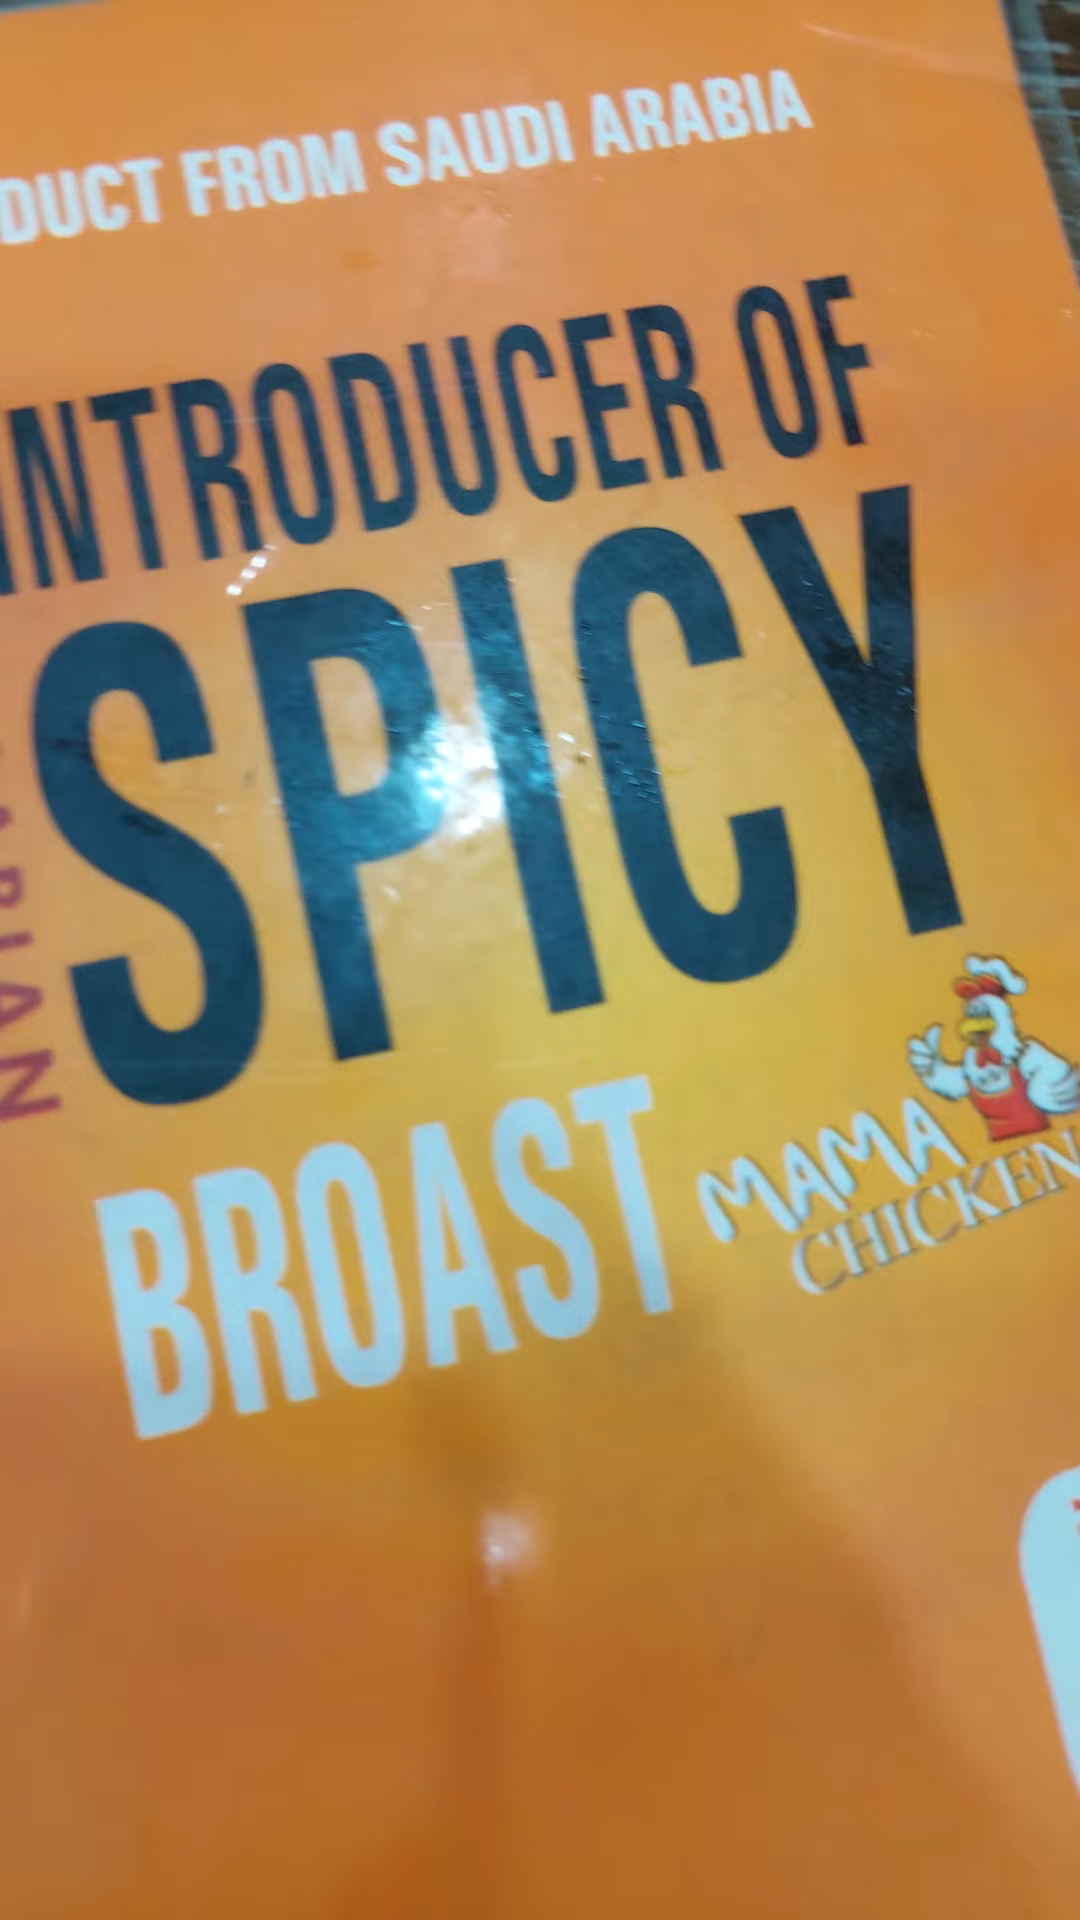 DUCT FROM SAUDI ARABIA
INTRODUCER OF
SPICY
BROAST
MAMA
CHICKEN